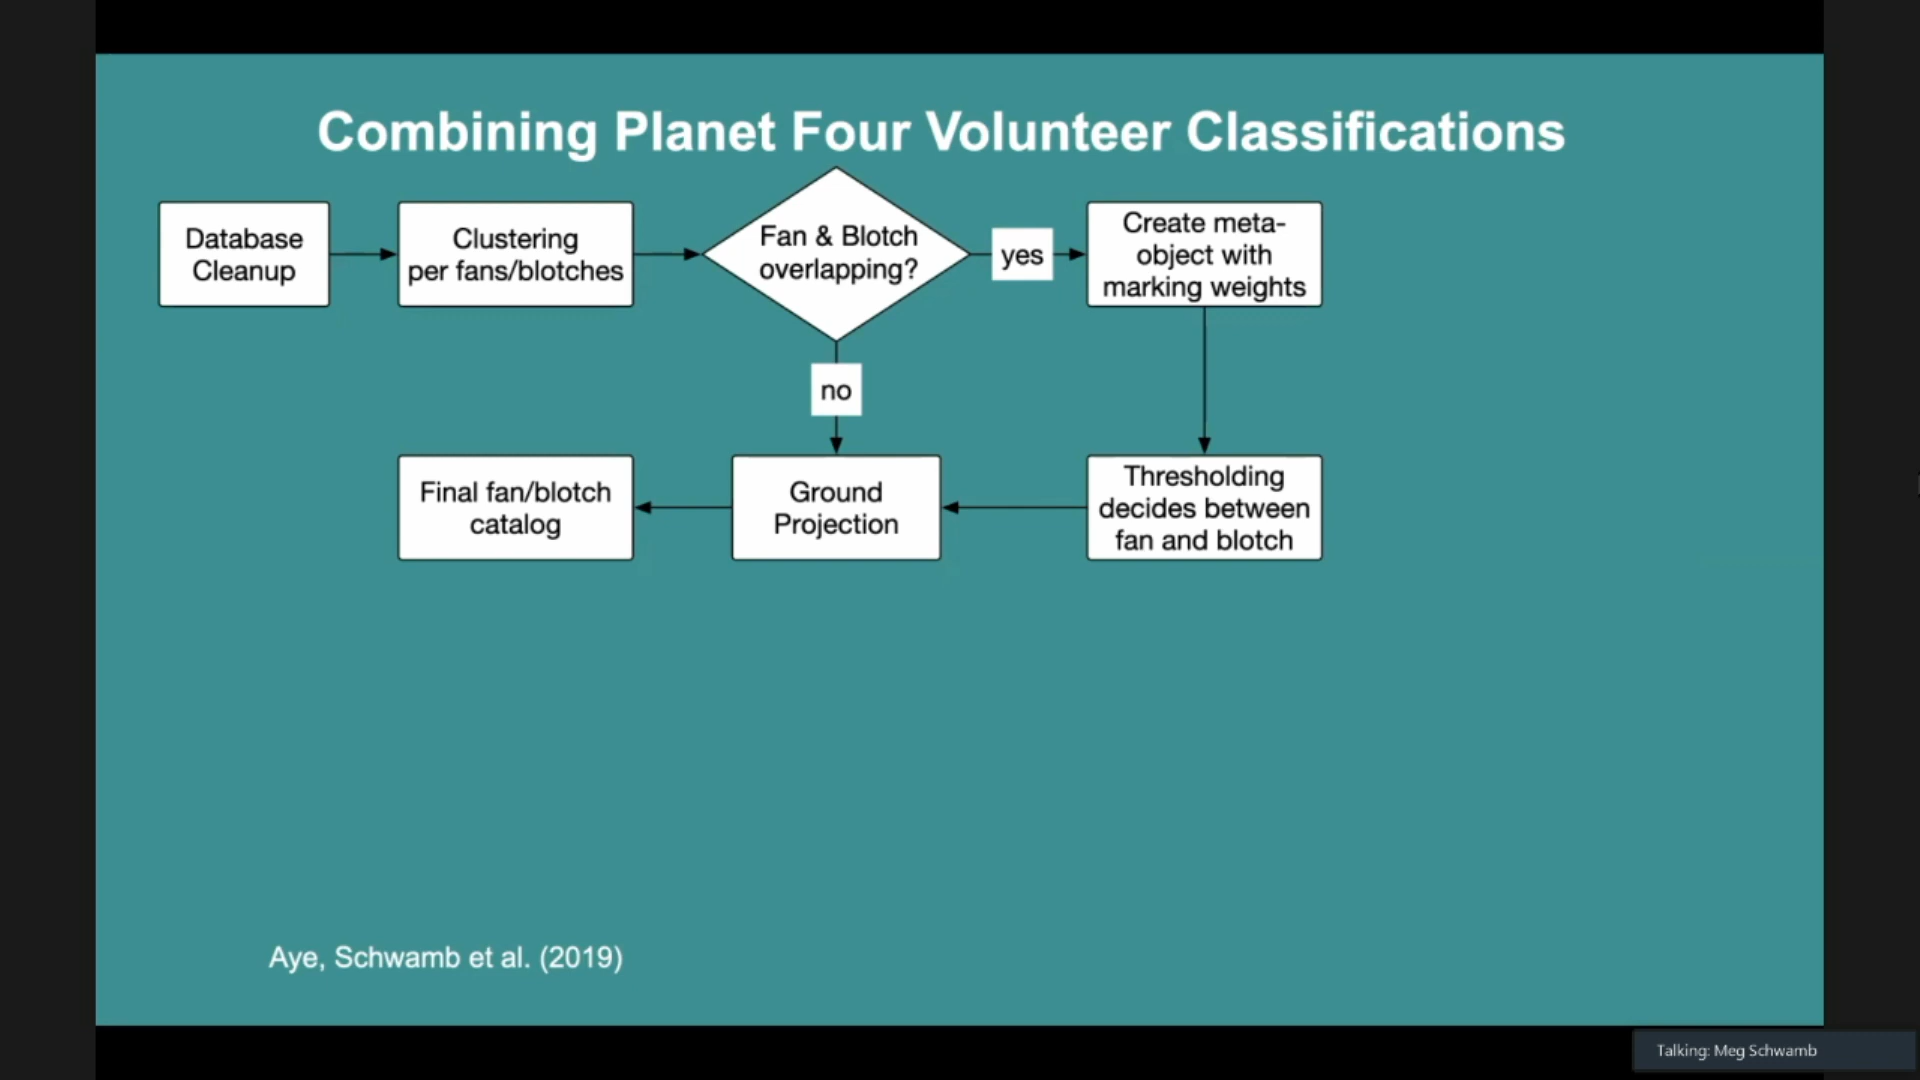 Combining Planet Four Volunteer Classifications
Database
Cleanup
Clustering
per fans/blotches
Fan & Blotch
overlapping?
yes
Create meta-
object with
marking weights
no
Final fan/blotch
catalog
Ground
Projection
Thresholding
decides between
fan and blotch
Aye, Schwamb et al. (2019)
Talking: Meg Schwamb